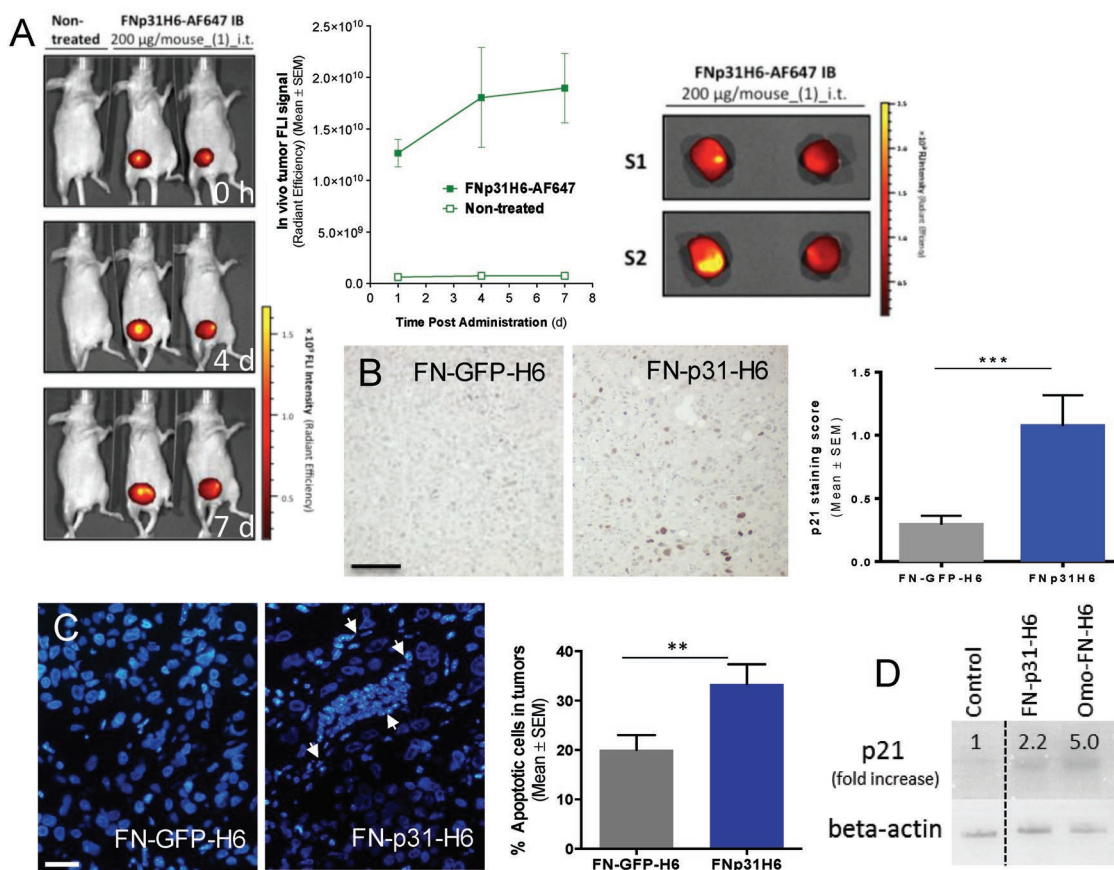 A
Non-
treated
FNp31H6-AF647 IB
200 µg/mouse_(1)_i.t.
0 h
4 d
7 d
1.5
1.0
0.5
×10⁹ FLI Intensity (Radiant Efficiency)
In vivo tumor FLI signal
(Radiant Efficiency) (Mean ± SEM)
2.5×10¹⁰
2.0×10¹⁰
1.5×10¹⁰
1.0×10¹⁰
5.0×10⁹
0.0
FNp31H6-AF647
Non-treated
0 1 2 3 4 5 6 7 8
Time Post Administration (d)
FNp31H6-AF647 IB
200 µg/mouse_(1)_i.t.
S1
S2
B
FN-GFP-H6
FN-p31-H6
p21 staining score
(Mean ± SEM)
1.5
1.0
0.5
0.0
***
FN-GFP-H6
FNp31H6
C
FN-GFP-H6
FN-p31-H6
% Apoptotic cells in tumors
(Mean ± SEM)
40
30
20
10
0
**
FN-GFP-H6
FNp31H6
D
Control
FN-p31-H6
Omo-FN-H6
p21
(fold increase)
1 2.2 5.0
beta-actin